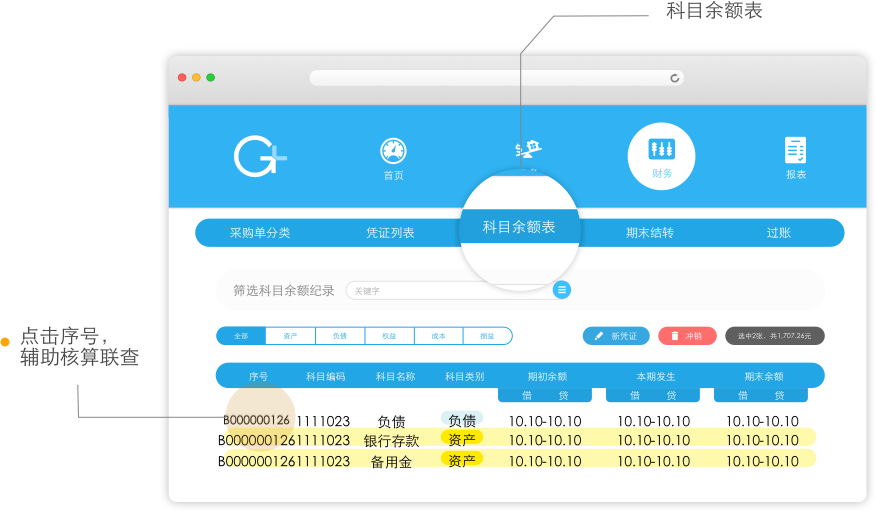 科目余额表
首页
财务
报表
采购单分类 凭证列表 科目余额表 期末结转 过账
筛选科目余额纪录 关键字
点击序号，
辅助核算联查
全部 资产 负债 权益 成本 损益 新凭证 冲销 选中2张，共1,707.26元
序号 科目编码 科目名称 科目类别 期初余额 本期发生 期末余额
借 贷 借 贷 借 贷
B000000126 1111023 负债 负债 10.10-10.10 10.10-10.10 10.10-10.10
B0000001261111023 银行存款 资产 10.10-10.10 10.10-10.10 10.10-10.10
B0000001261111023 备用金 资产 10.10-10.10 10.10-10.10 10.10-10.10